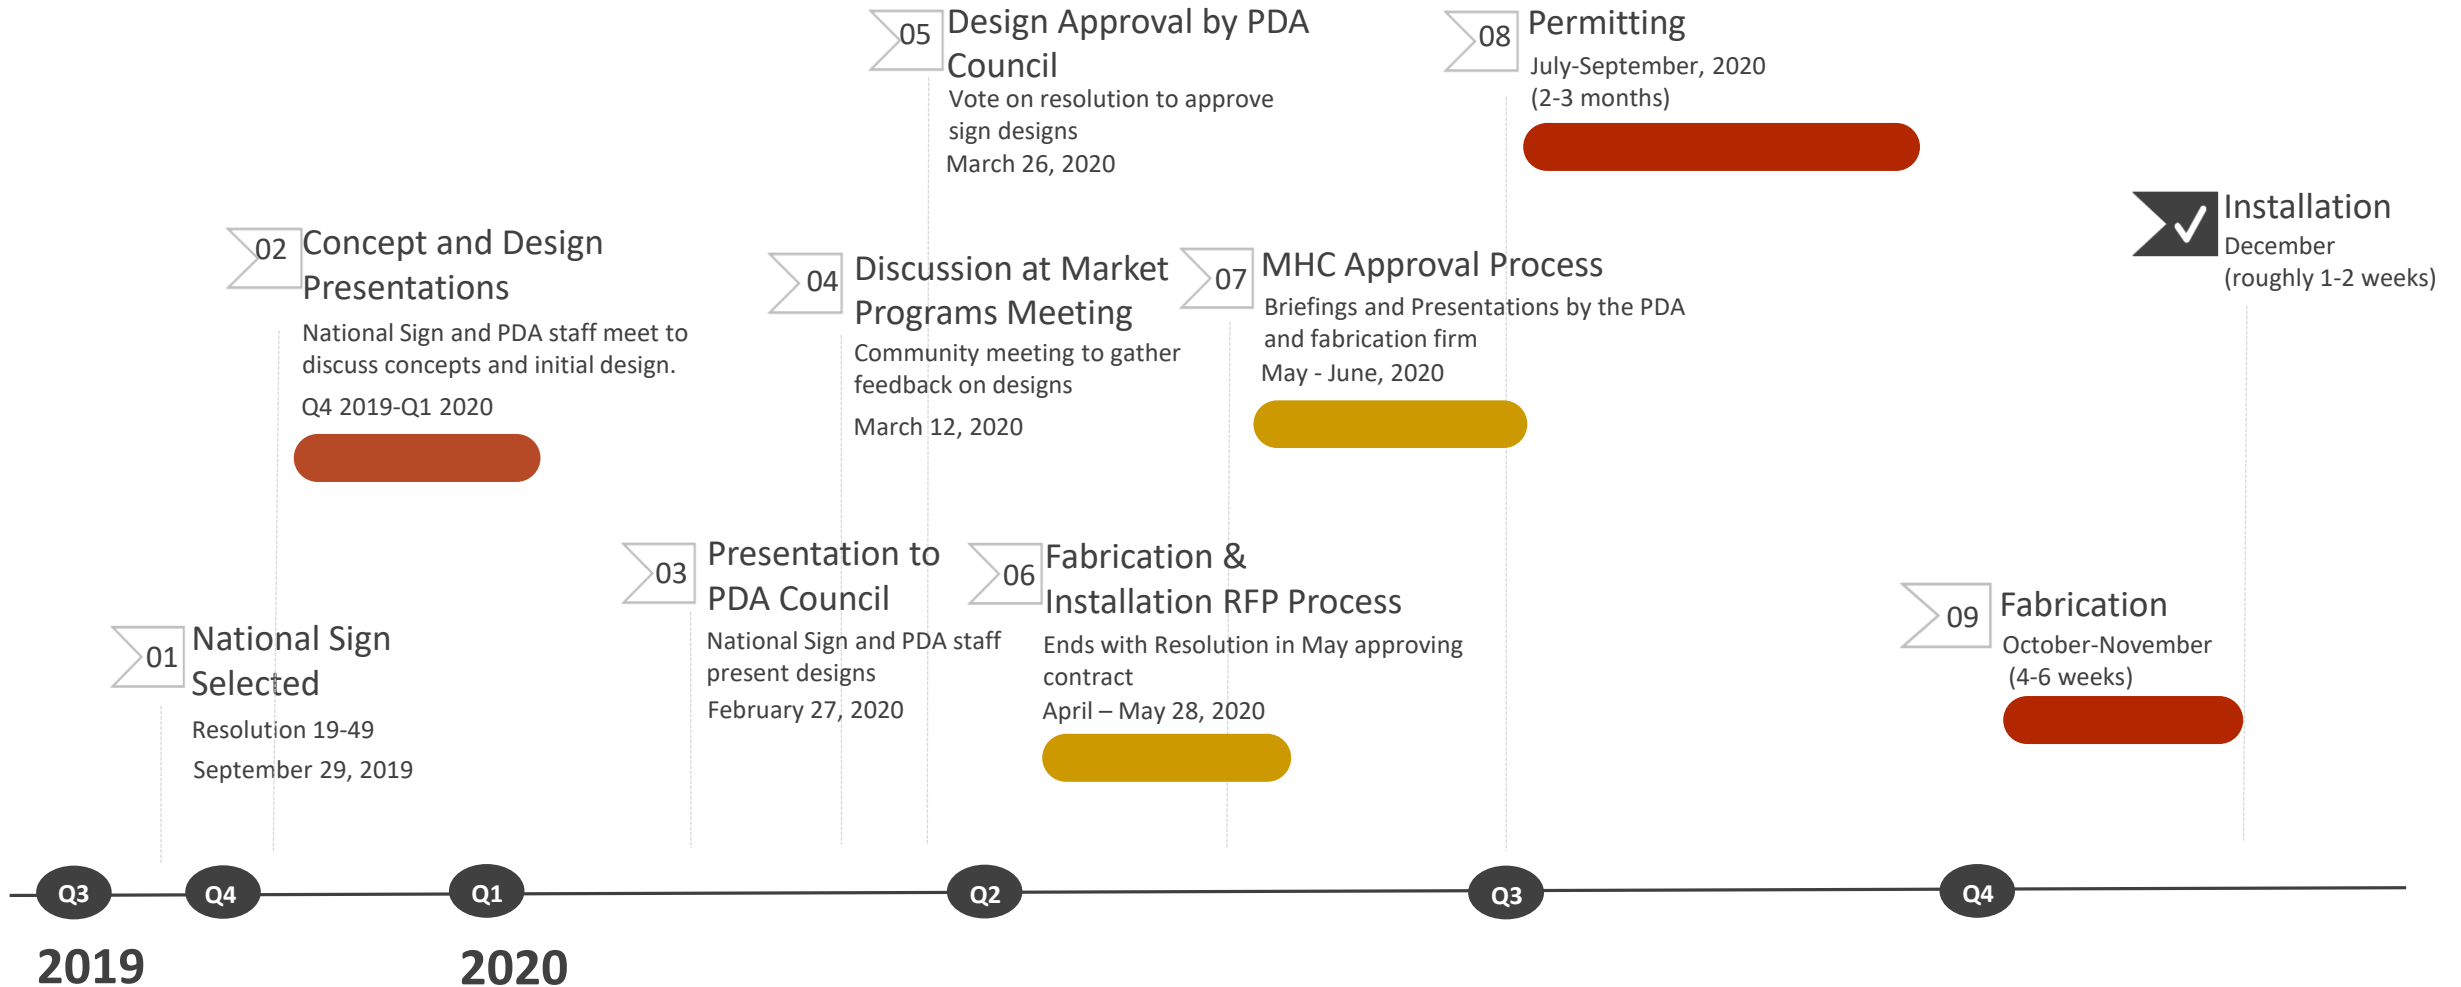 01
National Sign
Selected
Resolution 19-49
September 29, 2019
02
Concept and Design
Presentations
National Sign and PDA staff meet to
discuss concepts and initial design.
Q4 2019-Q1 2020
03
Presentation to
PDA Council
National Sign and PDA staff
present designs
February 27, 2020
04
Discussion at Market
Programs Meeting
Community meeting to gather
feedback on designs
March 12, 2020
05
Design Approval by PDA
Council
Vote on resolution to approve
sign designs
March 26, 2020
06
Fabrication &
Installation RFP Process
Ends with Resolution in May approving
contract
April – May 28, 2020
07
MHC Approval Process
Briefings and Presentations by the PDA
and fabrication firm
May - June, 2020
08
Permitting
July-September, 2020
(2-3 months)
09
Fabrication
October-November
(4-6 weeks)
Installation
December
(roughly 1-2 weeks)
Q3
Q4
Q1
Q2
Q3
Q4
2019
2020